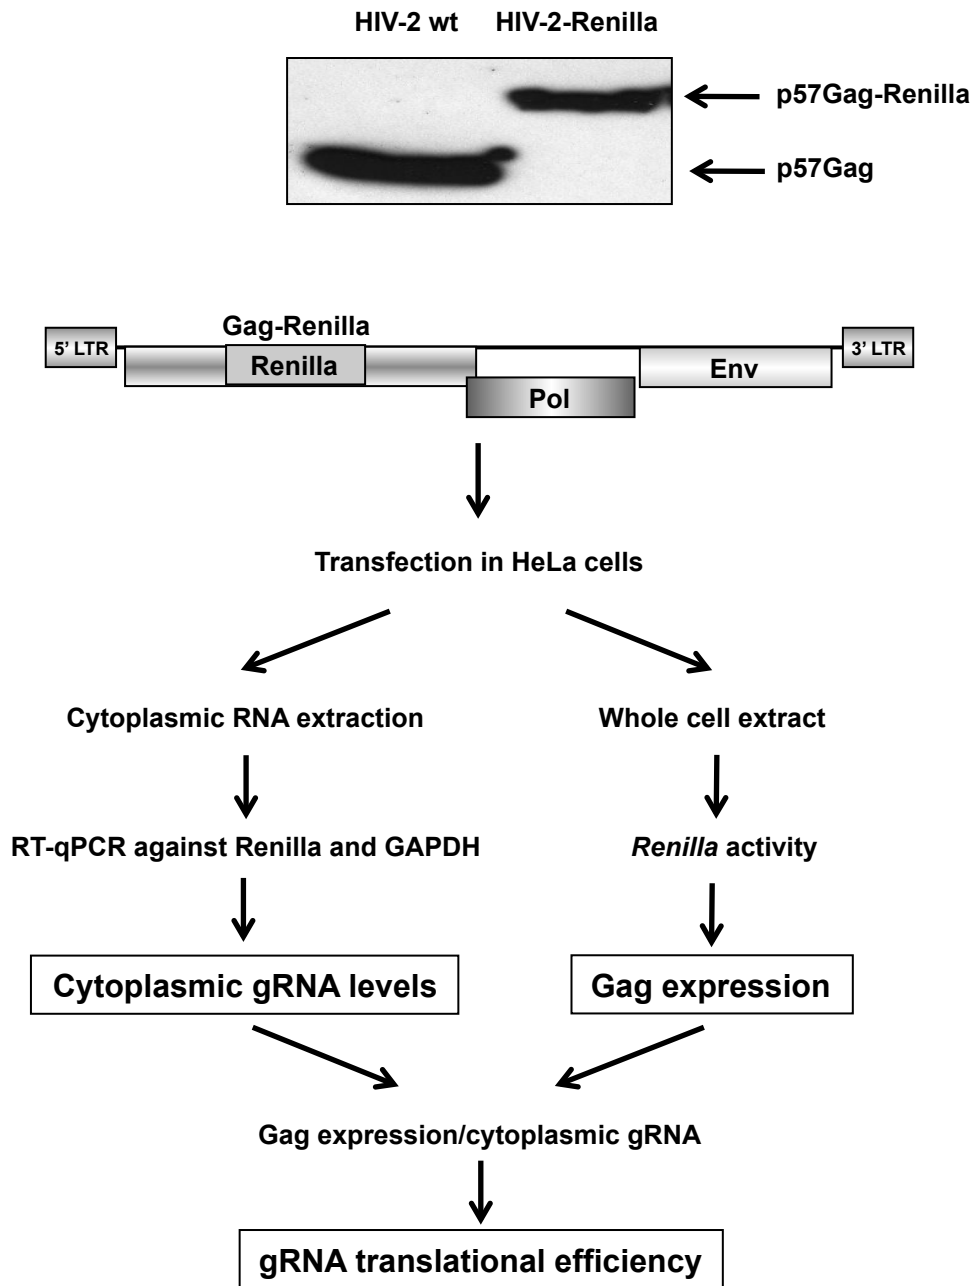 HIV-2 wt HIV-2-Renilla
p57Gag-Renilla
p57Gag
Gag-Renilla
5’ LTR
Renilla
Pol
Env
3’ LTR
Transfection in HeLa cells
Cytoplasmic RNA extraction
Whole cell extract
RT-qPCR against Renilla and GAPDH
Renilla activity
Cytoplasmic gRNA levels
Gag expression
Gag expression/cytoplasmic gRNA
gRNA translational efficiency